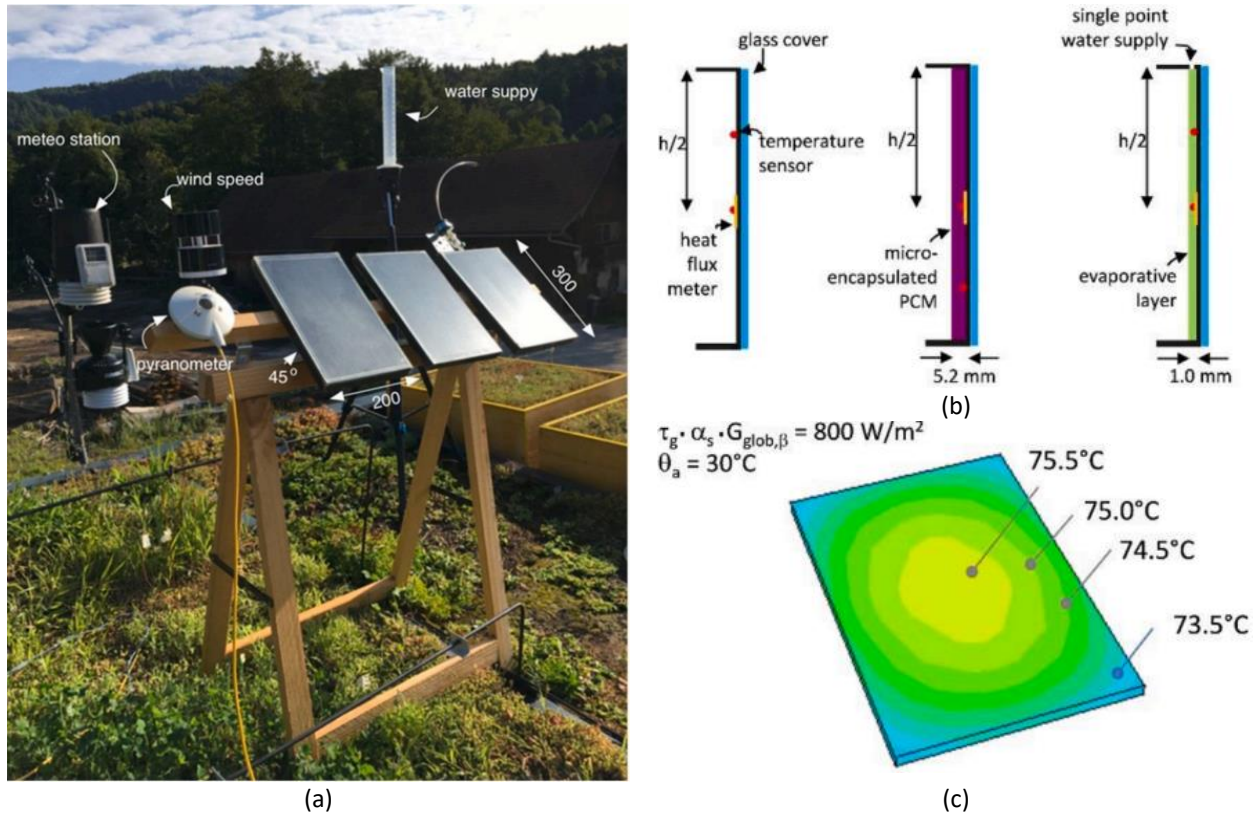 meteo station
wind speed
water suppy
300
pyranometer
45°
200
(a)
glass cover
single point
water supply
h/2
temperature
sensor
h/2
h/2
heat
flux
meter
micro-
encapsulated
PCM
evaporative
layer
5.2 mm
1.0 mm
(b)
τg· αs·Gglob,β = 800 W/m²
θa = 30°C
75.5°C
75.0°C
74.5°C
73.5°C
(c)